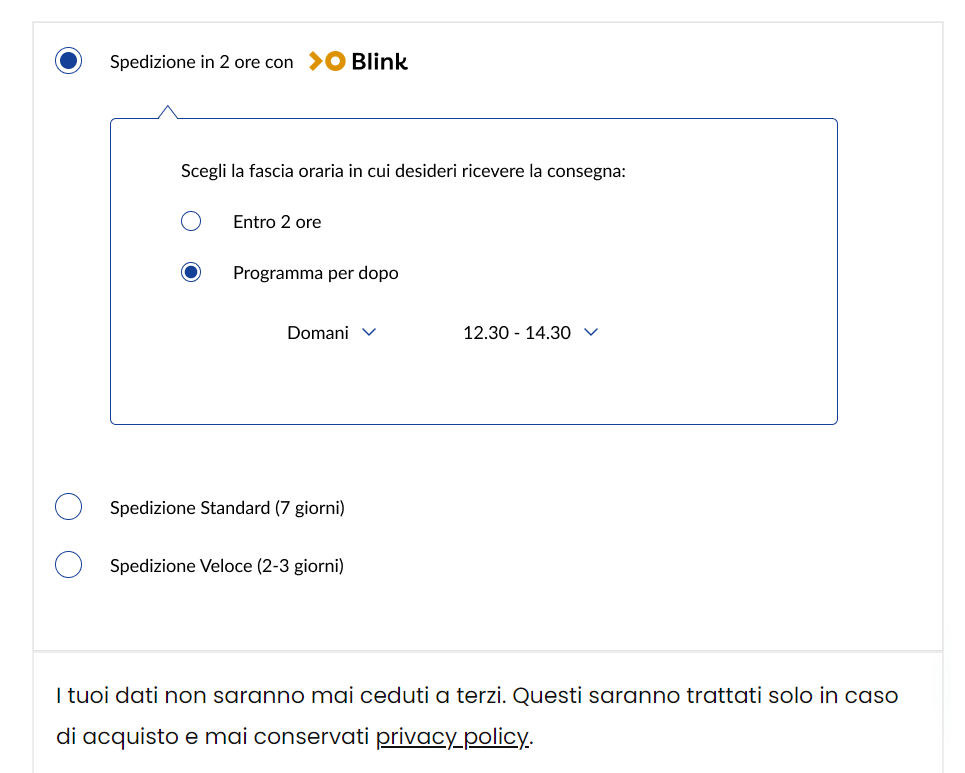 Spedizione in 2 ore con Blink
Scegli la fascia oraria in cui desideri ricevere la consegna:
Entro 2 ore
Programma per dopo
Domani 12.30 - 14.30
Spedizione Standard (7 giorni)
Spedizione Veloce (2-3 giorni)
I tuoi dati non saranno mai ceduti a terzi. Questi saranno trattati solo in caso
di acquisto e mai conservati privacy policy.